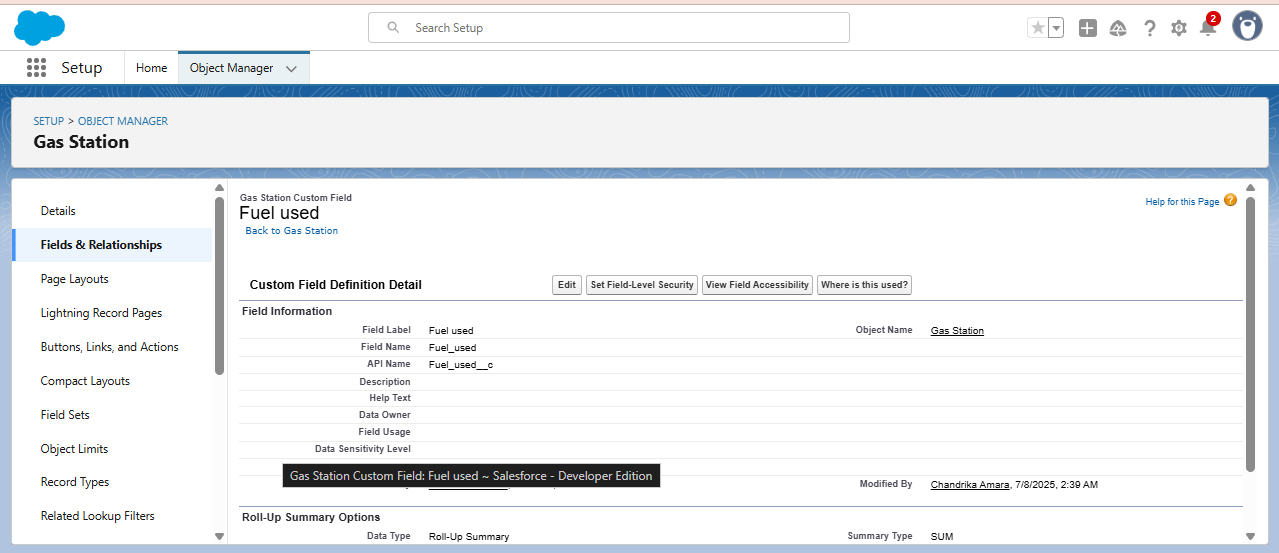 Search Setup
2
Setup
Home
Object Manager
SETUP > OBJECT MANAGER
Gas Station
Details
Fields & Relationships
Page Layouts
Lightning Record Pages
Buttons, Links, and Actions
Compact Layouts
Field Sets
Object Limits
Record Types
Related Lookup Filters
Gas Station Custom Field
Fuel used
Back to Gas Station
Help for this Page ?
Custom Field Definition Detail
Edit
Set Field-Level Security
View Field Accessibility
Where is this used?
Field Information
Field Label Fuel used Object Name Gas Station
Field Name Fuel_used
API Name Fuel_used__c
Description
Help Text
Data Owner
Field Usage
Data Sensitivity Level
Gas Station Custom Field: Fuel used ~ Salesforce - Developer Edition
Modified By Chandrika Amara, 7/8/2025, 2:39 AM
Roll-Up Summary Options
Data Type Roll-Up Summary Summary Type SUM